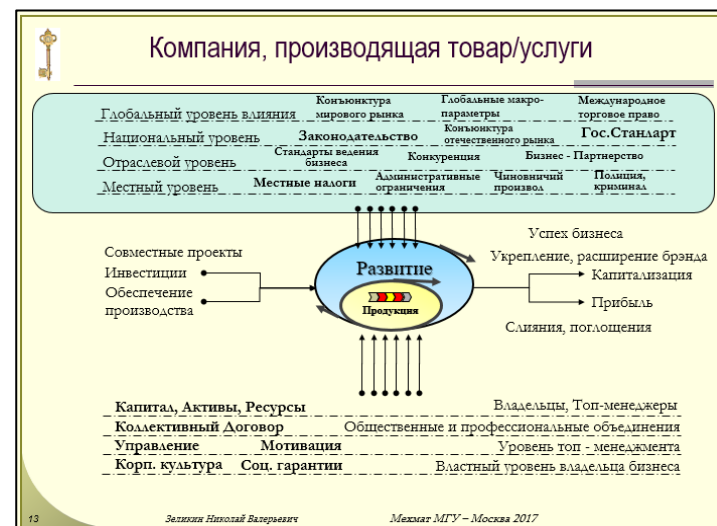 Компания, производящая товар/услуги
Глобальный уровень влияния Конъюнктура мирового рынка Глобальные макро-параметры Международное торговое право
Национальный уровень Законодательство Конъюнктура отечественного рынка Гос.Стандарт
Отраслевой уровень Стандарты ведения бизнеса Конкуренция Бизнес - Партнерство
Местный уровень Местные налоги Административные ограничения Чиновничий произвол Полиция, криминал
Совместные проекты
Инвестиции
Обеспечение
производства
Развитие
Продукция
Успех бизнеса
Укрепление, расширение брэнда
Капитализация
Прибыль
Слияния, поглощения
Капитал, Активы, Ресурсы Владельцы, Топ-менеджеры
Коллективный Договор Общественные и профессиональные объединения
Управление Мотивация Уровень топ - менеджмента
Корп. культура Соц. гарантии Властный уровень владельца бизнеса
13 Зеликин Николай Валерьевич Мехмат МГУ – Москва 2017